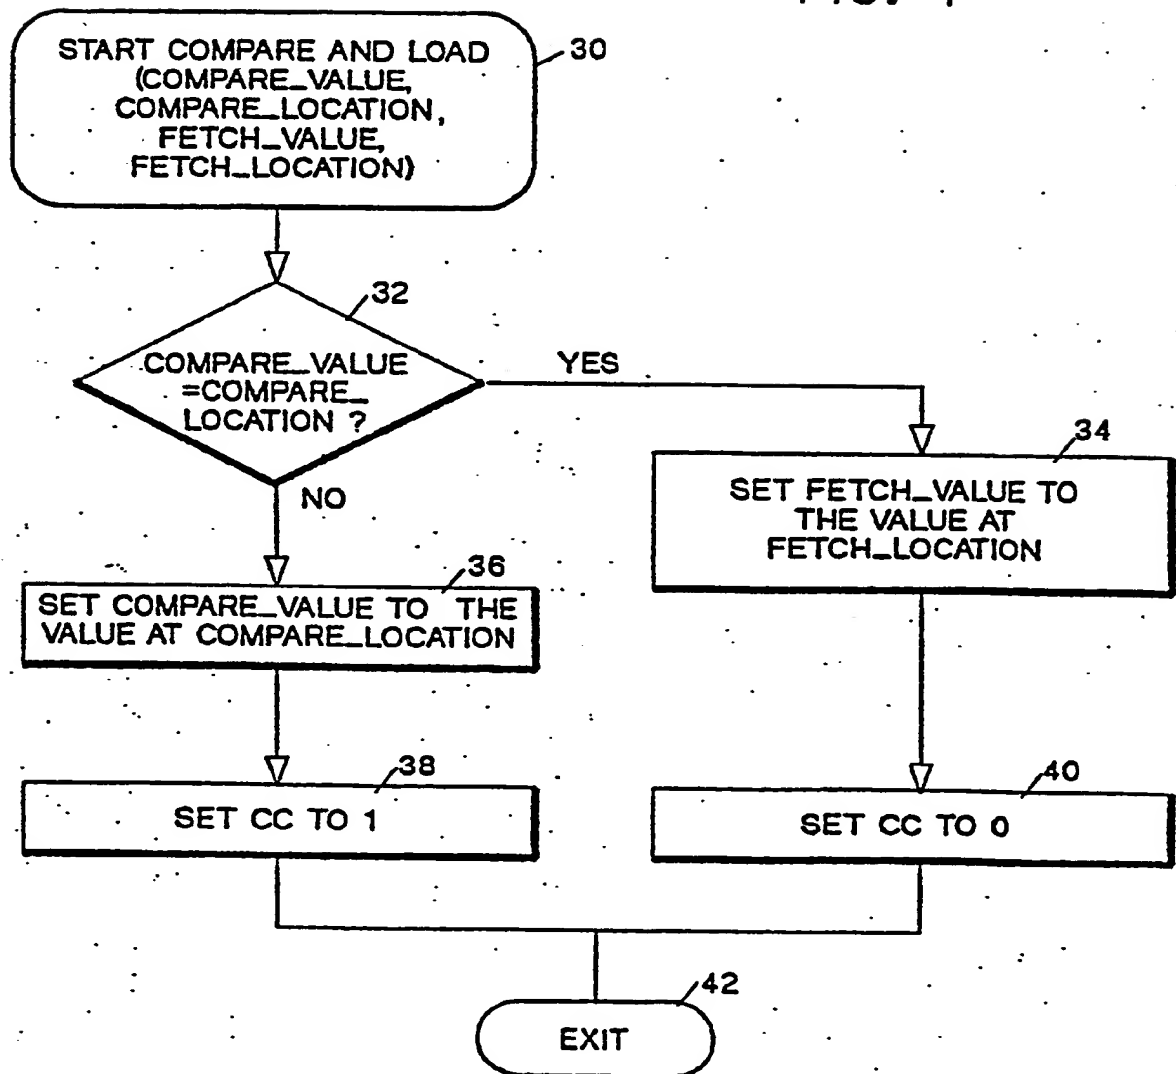 START COMPARE AND LOAD
(COMPARE_VALUE,
COMPARE_LOCATION,
FETCH_VALUE,
FETCH_LOCATION)
30
32
COMPARE_VALUE
=COMPARE_
LOCATION ?
YES
NO
34
SET FETCH_VALUE TO
THE VALUE AT
FETCH_LOCATION
36
SET COMPARE_VALUE TO THE
VALUE AT COMPARE_LOCATION
38
SET CC TO 1
40
SET CC TO 0
42
EXIT